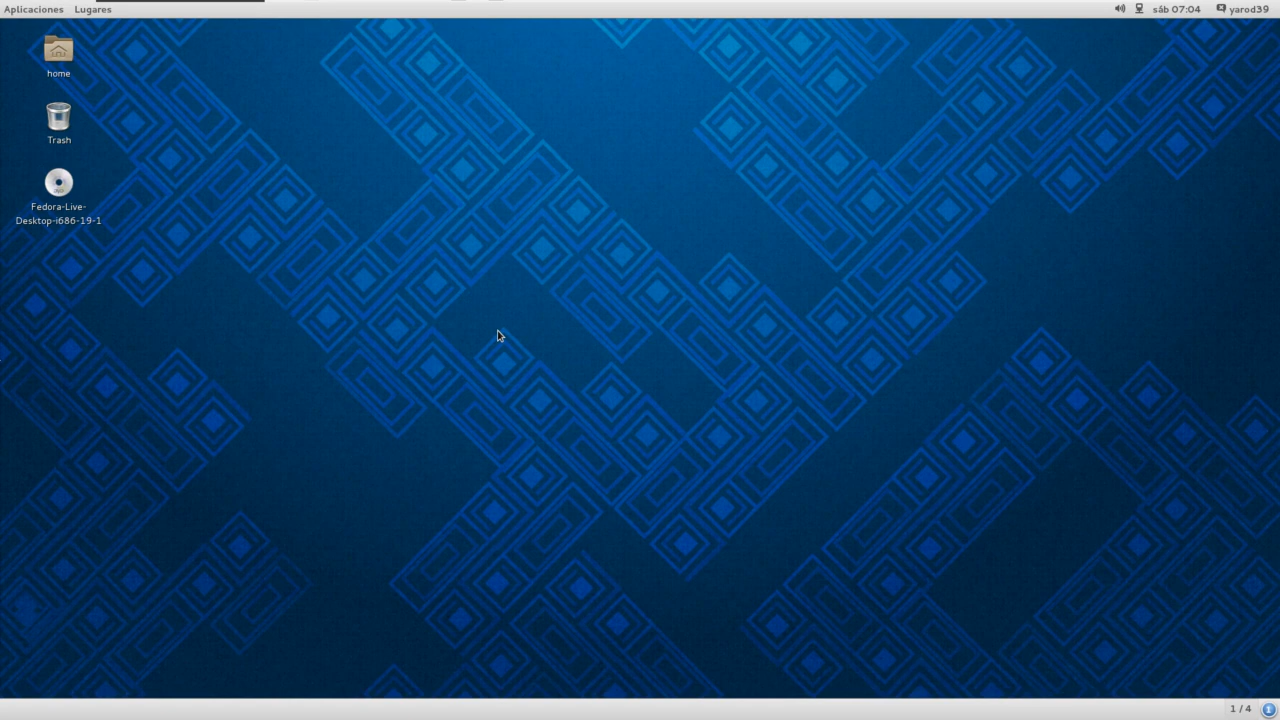 Aplicaciones Lugares sáb 07:04 yarod39
home
Trash
Fedora-Live-
Desktop-i686-19-1
1 / 4